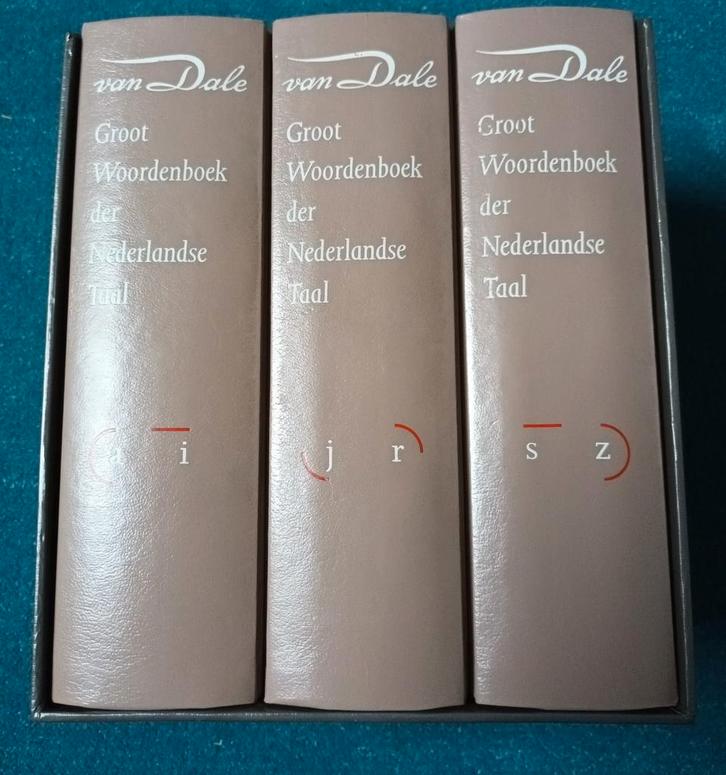 van Dale
Groot
Woordenboek
der
Nederlandse
Taal
a i
van Dale
Groot
Woordenboek
der
Nederlandse
Taal
j r
van Dale
Groot
Woordenboek
der
Nederlandse
Taal
s z